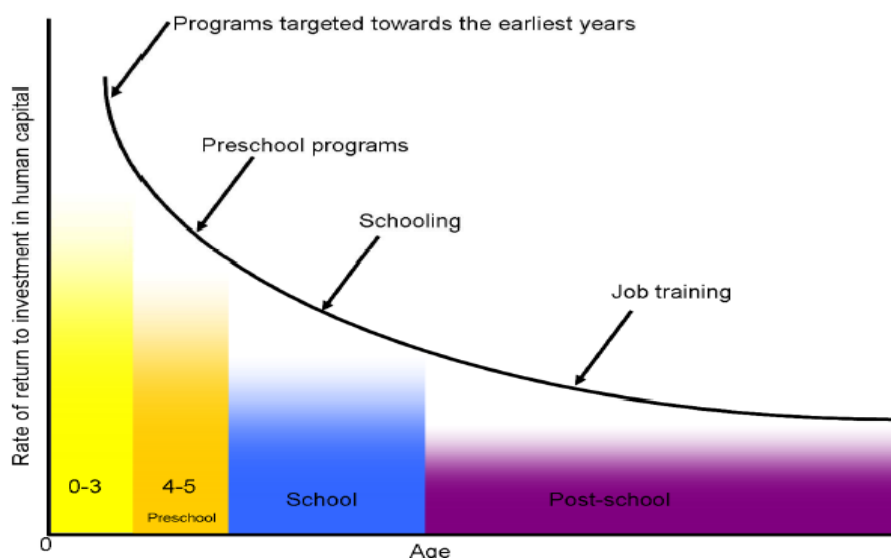 Programs targeted towards the earliest years
Preschool programs
Schooling
Job training
Rate of return to investment in human capital
0-3
4-5
Preschool
School
Post-school
0
Age